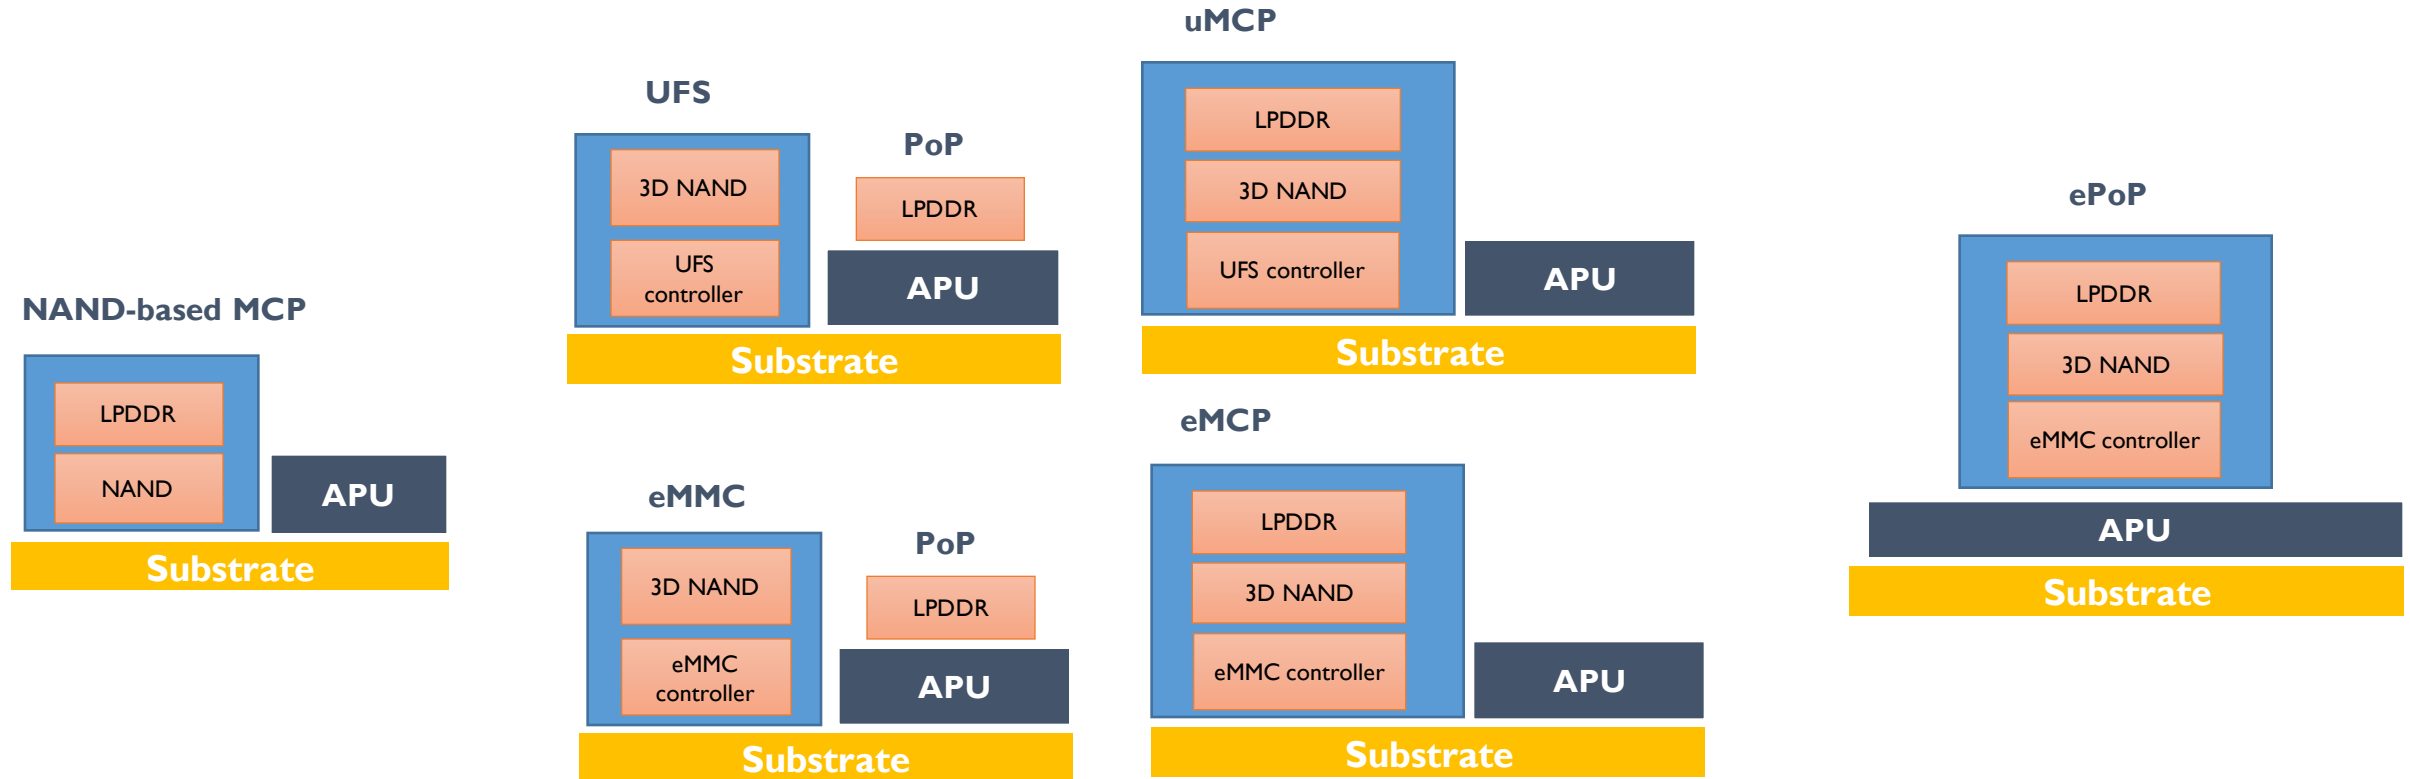 NAND-based MCP
LPDDR
NAND
APU
Substrate
UFS
3D NAND
UFS
controller
PoP
LPDDR
APU
Substrate
eMMC
3D NAND
eMMC
controller
PoP
LPDDR
APU
Substrate
uMCP
LPDDR
3D NAND
UFS controller
APU
Substrate
eMCP
LPDDR
3D NAND
eMMC controller
APU
Substrate
ePoP
LPDDR
3D NAND
eMMC controller
APU
Substrate